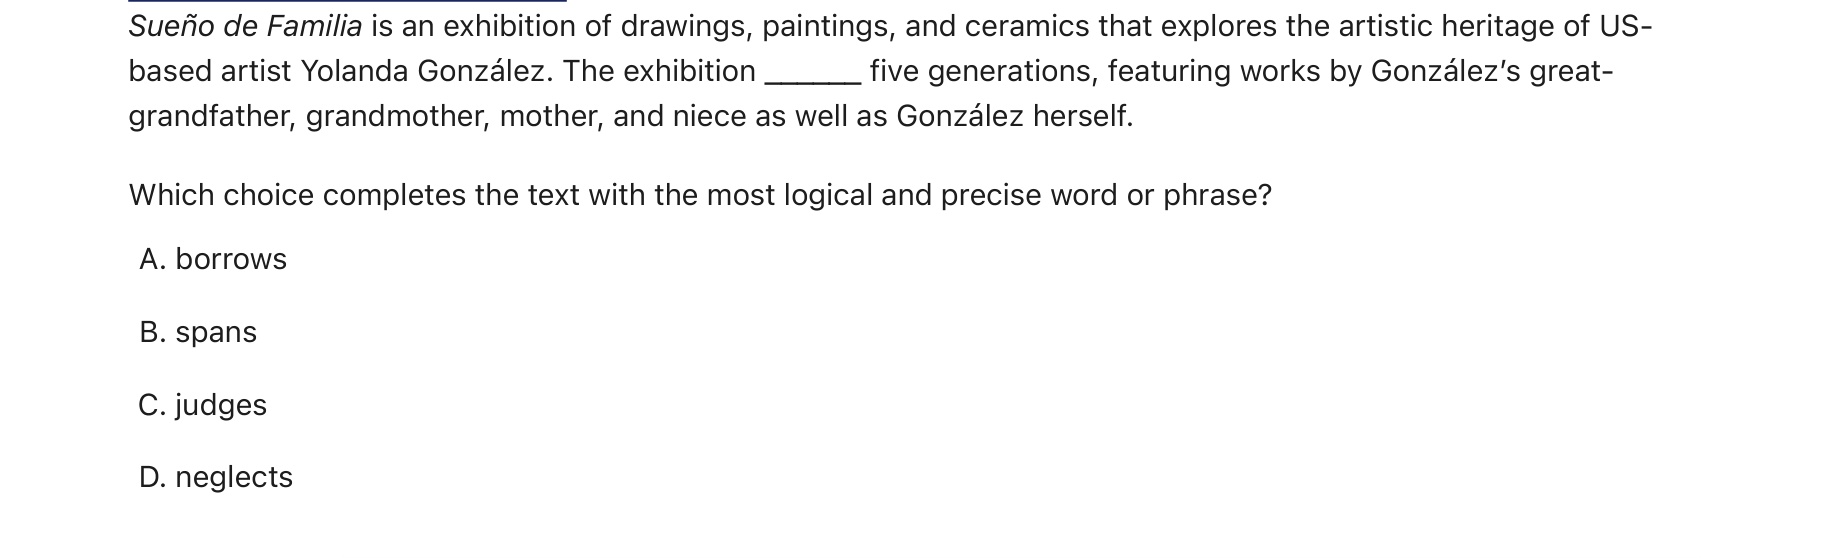 Sueño de Familia is an exhibition of drawings, paintings, and ceramics that explores the artistic heritage of US-
based artist Yolanda González. The exhibition ______ five generations, featuring works by González’s great-
grandfather, grandmother, mother, and niece as well as González herself.
Which choice completes the text with the most logical and precise word or phrase?
A. borrows
B. spans
C. judges
D. neglects